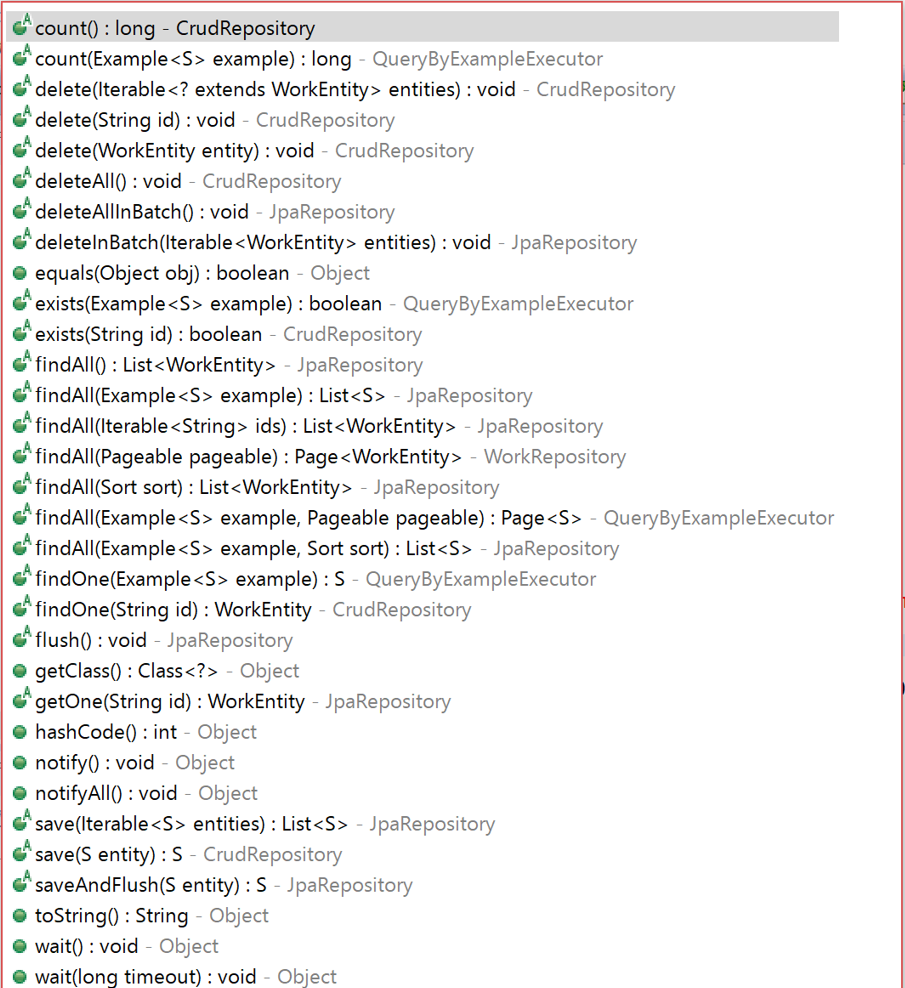 count() : long - CrudRepository
count(Example<S> example) : long - QueryByExampleExecutor
delete(Iterable<? extends WorkEntity> entities) : void - CrudRepository
delete(String id) : void - CrudRepository
delete(WorkEntity entity) : void - CrudRepository
deleteAll() : void - CrudRepository
deleteAllInBatch() : void - JpaRepository
deleteInBatch(Iterable<WorkEntity> entities) : void - JpaRepository
equals(Object obj) : boolean - Object
exists(Example<S> example) : boolean - QueryByExampleExecutor
exists(String id) : boolean - CrudRepository
findAll() : List<WorkEntity> - JpaRepository
findAll(Example<S> example) : List<S> - JpaRepository
findAll(Iterable<String> ids) : List<WorkEntity> - JpaRepository
findAll(Pageable pageable) : Page<WorkEntity> - WorkRepository
findAll(Sort sort) : List<WorkEntity> - JpaRepository
findAll(Example<S> example, Pageable pageable) : Page<S> - QueryByExampleExecutor
findAll(Example<S> example, Sort sort) : List<S> - JpaRepository
findOne(Example<S> example) : S - QueryByExampleExecutor
findOne(String id) : WorkEntity - CrudRepository
flush() : void - JpaRepository
getClass() : Class<?> - Object
getOne(String id) : WorkEntity - JpaRepository
hashCode() : int - Object
notify() : void - Object
notifyAll() : void - Object
save(Iterable<S> entities) : List<S> - JpaRepository
save(S entity) : S - CrudRepository
saveAndFlush(S entity) : S - JpaRepository
toString() : String - Object
wait() : void - Object
wait(long timeout) : void - Object